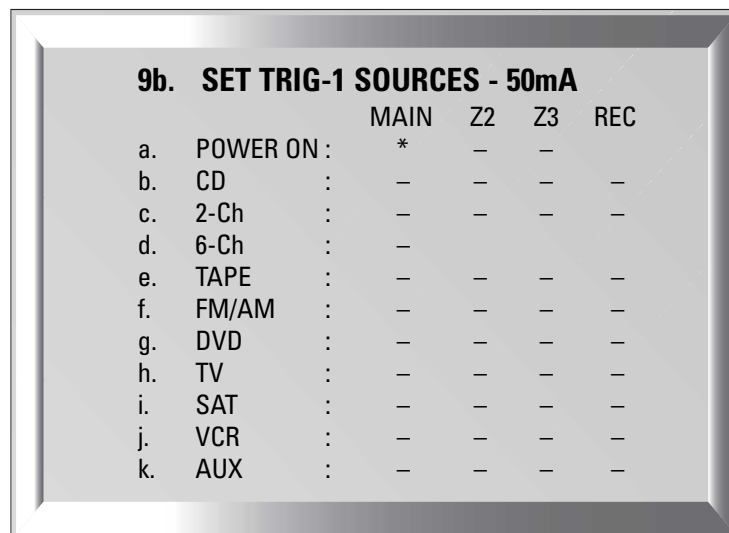 9b. SET TRIG-1 SOURCES - 50mA
MAIN Z2 Z3 REC
a. POWER ON : * – –
b. CD : – – – –
c. 2-Ch : – – – –
d. 6-Ch : –
e. TAPE : – – – –
f. FM/AM : – – – –
g. DVD : – – – –
h. TV : – – – –
i. SAT : – – – –
j. VCR : – – – –
k. AUX : – – – –